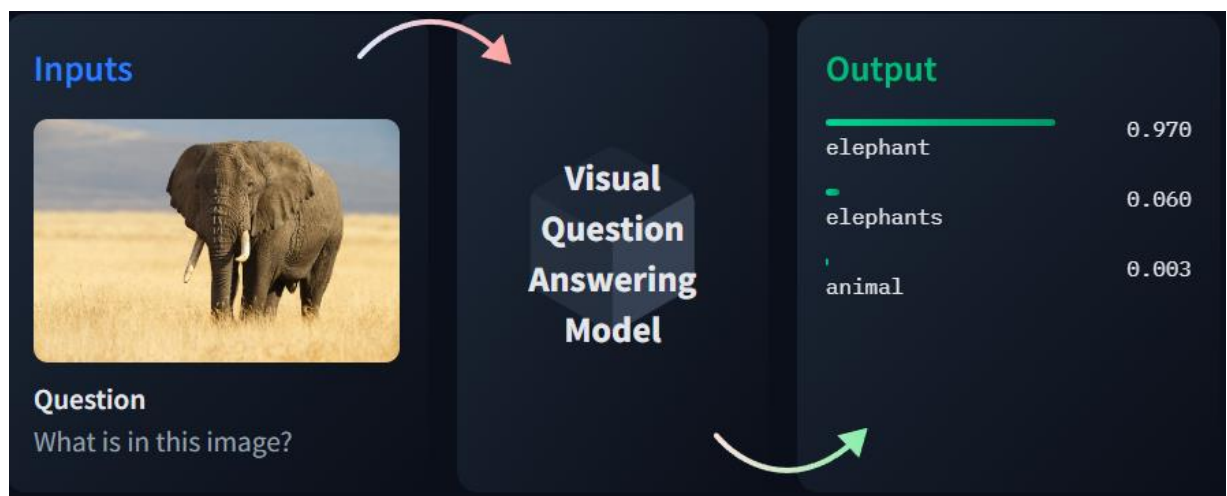 Inputs
Question
What is in this image?
Visual
Question
Answering
Model
Output
elephant 0.970
elephants 0.060
animal 0.003